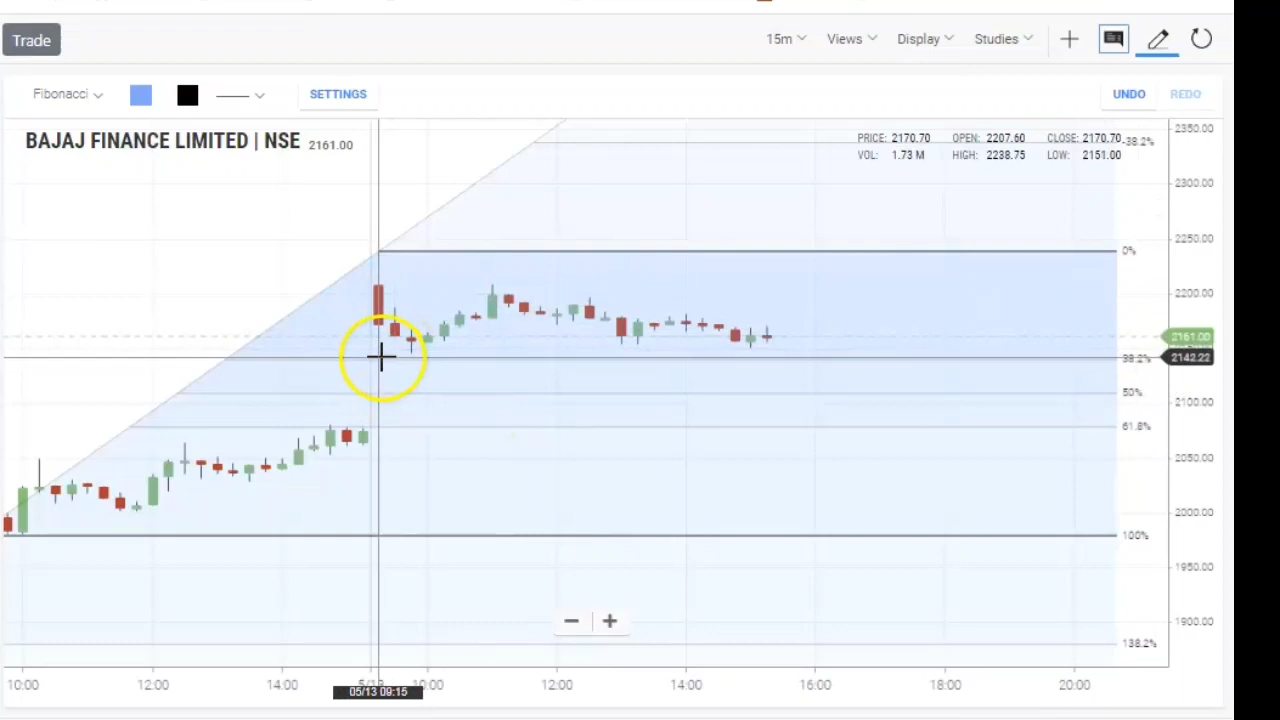 Trade
15m Views Display Studies
Fibonacci SETTINGS UNDO REDO
BAJAJ FINANCE LIMITED | NSE 2161.00
PRICE: 2170.70 OPEN: 2207.60 CLOSE: 2170.70
VOL: 1.73 M HIGH: 2238.75 LOW: 2151.00
-38.2%
0%
38.2%
50%
61.8%
100%
138.2%
2350.00
2300.00
2250.00
2200.00
2161.00
2142.22
2100.00
2050.00
2000.00
1950.00
1900.00
10:00 12:00 14:00 10:00 12:00 14:00 16:00 18:00 20:00
05/13 09:15